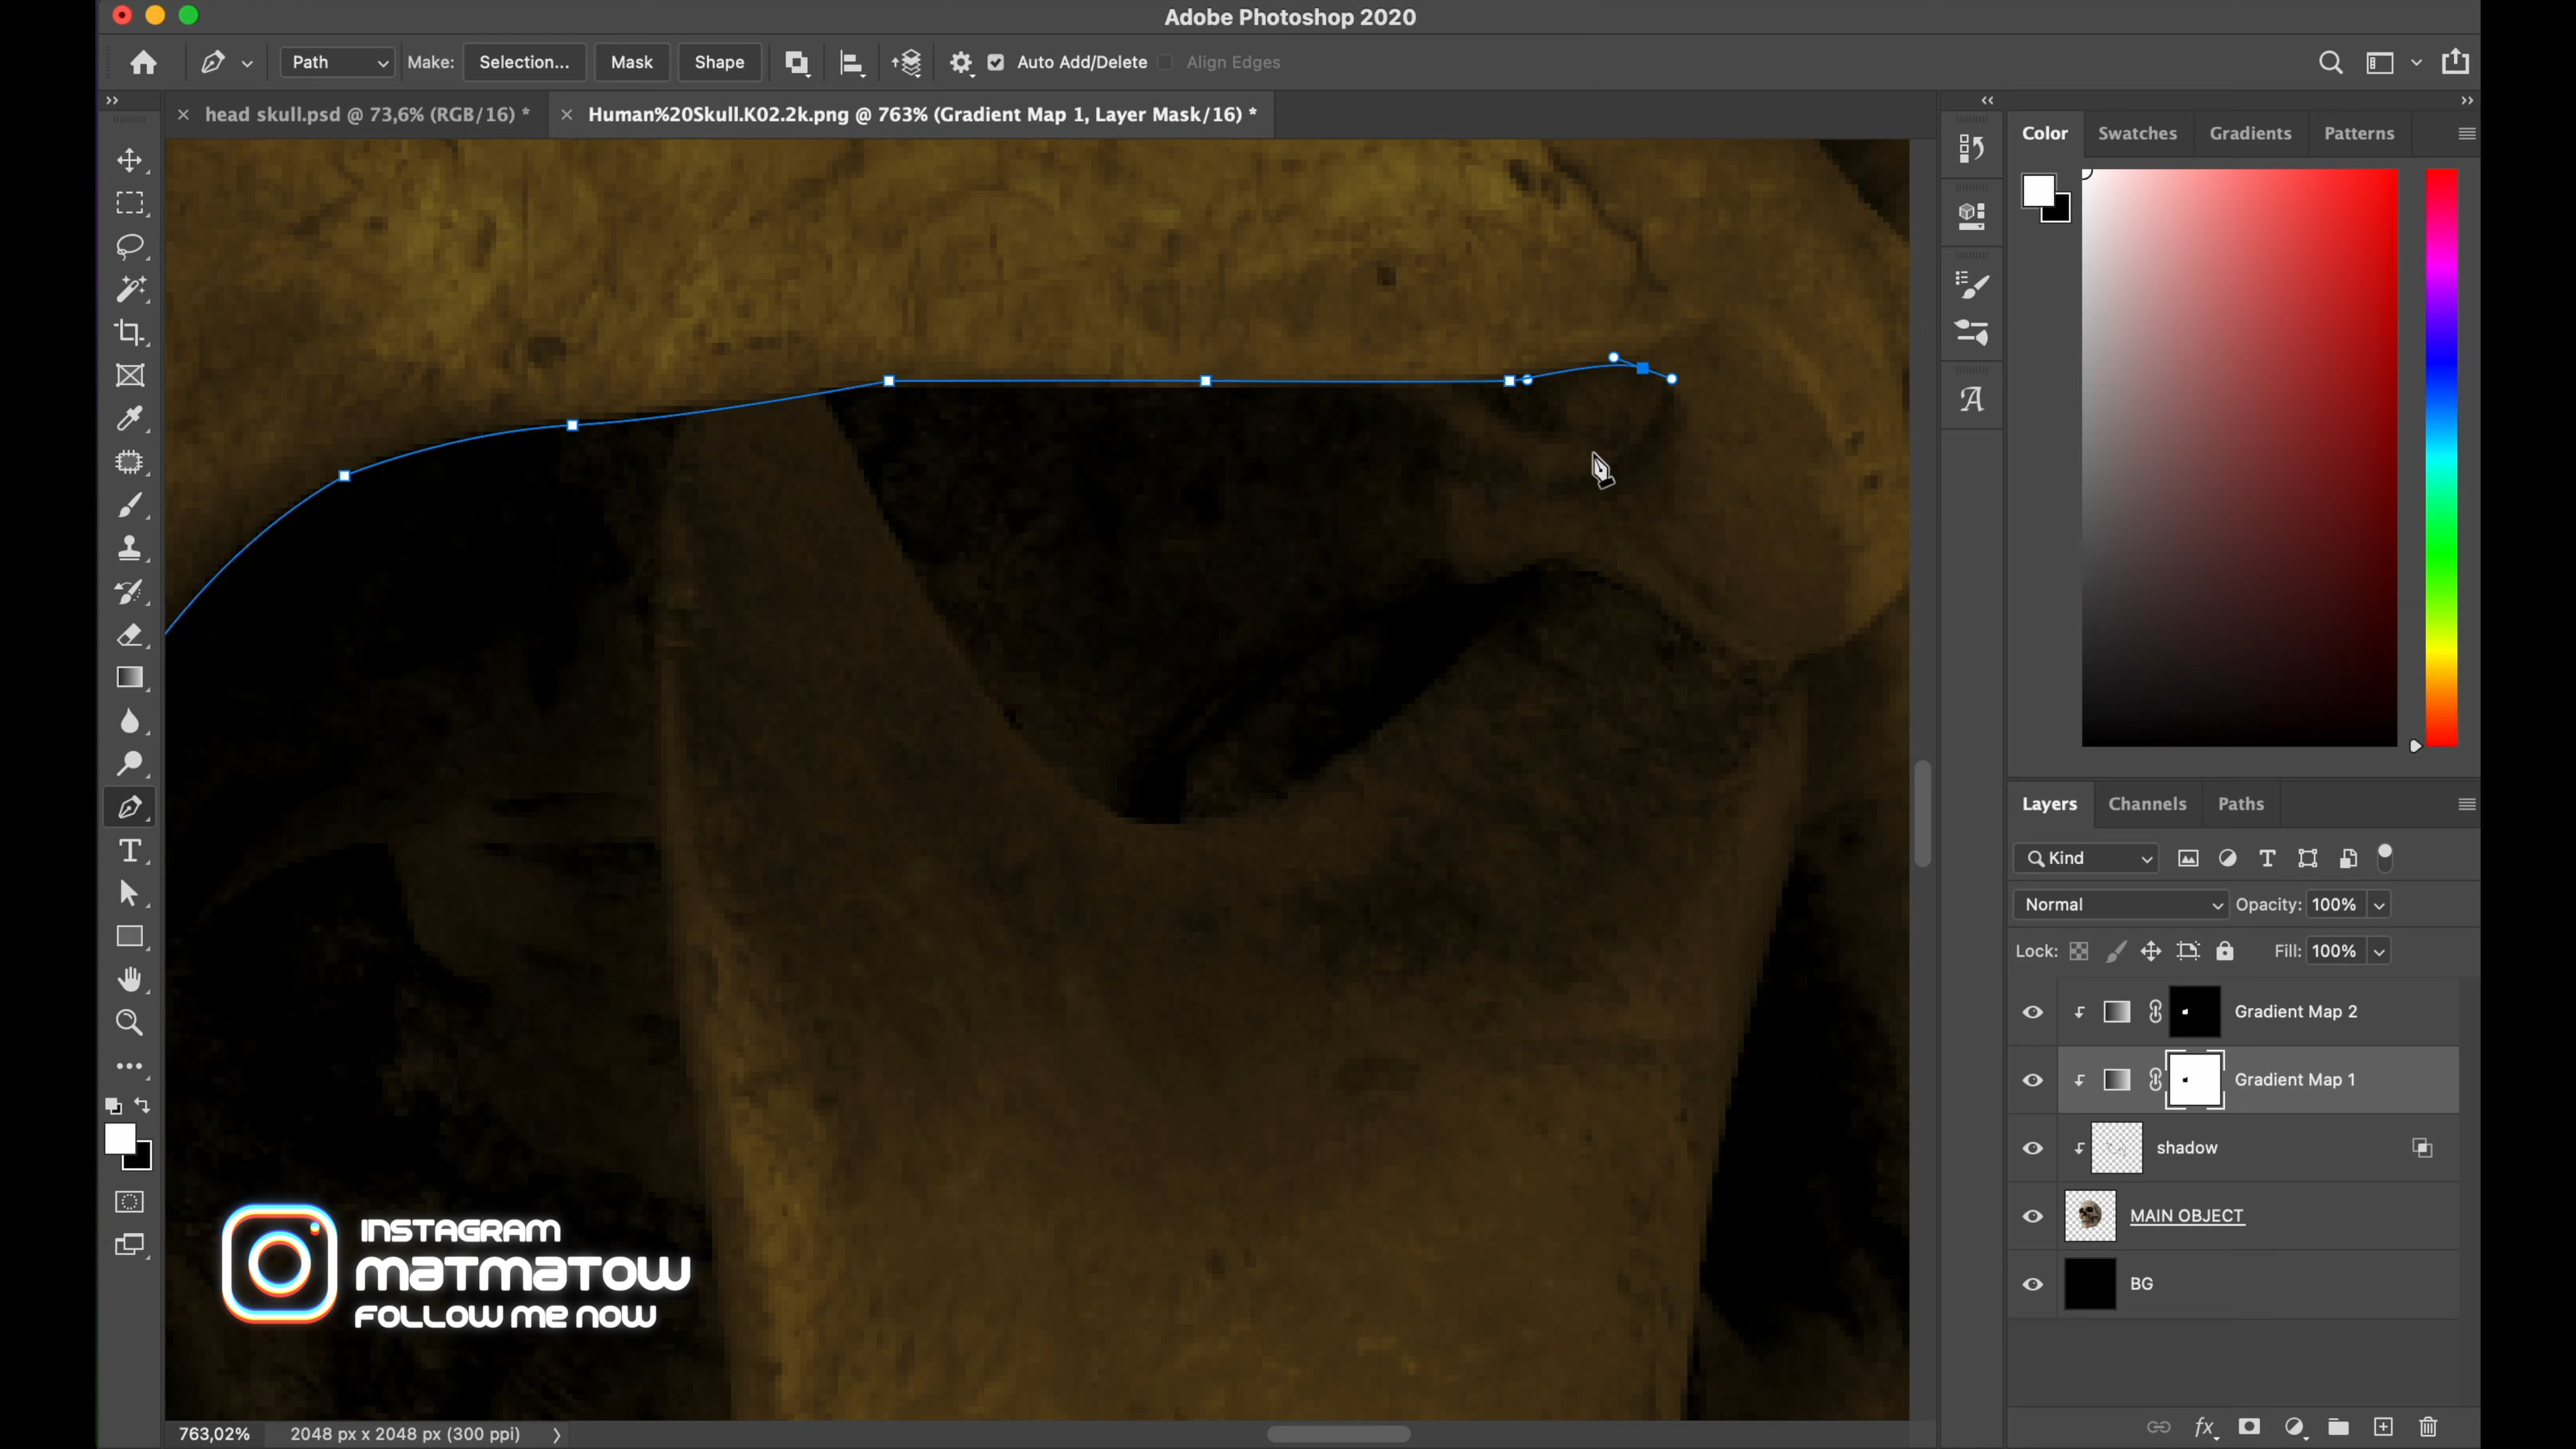 Adobe Photoshop 2020
Path
Make:
Selection...
Mask
Shape
Auto Add/Delete
Align Edges
head skull.psd @ 73,6% (RGB/16) *
Human%20Skull.K02.2k.png @ 763% (Gradient Map 1, Layer Mask/16) *
Color
Swatches
Gradients
Patterns
Layers
Channels
Paths
Kind
Normal
Opacity: 100%
Lock:
Fill: 100%
Gradient Map 2
Gradient Map 1
shadow
MAIN OBJECT
BG
INSTAGRAM
MATMATOW
FOLLOW ME NOW
763,02%
2048 px x 2048 px (300 ppi)